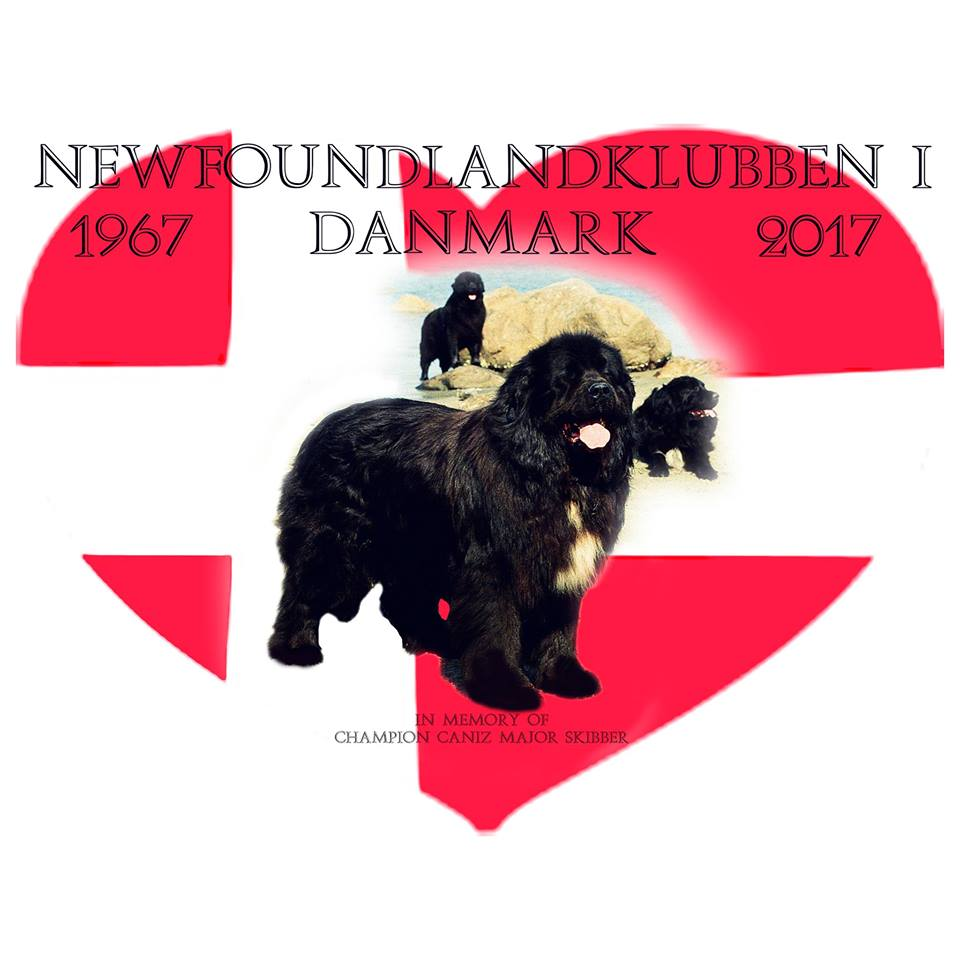 NEWFOUNDLANDKLUBBEN I
1967 DANMARK 2017
IN MEMORY OF
CHAMPION CANIZ MAJOR SKIBBER